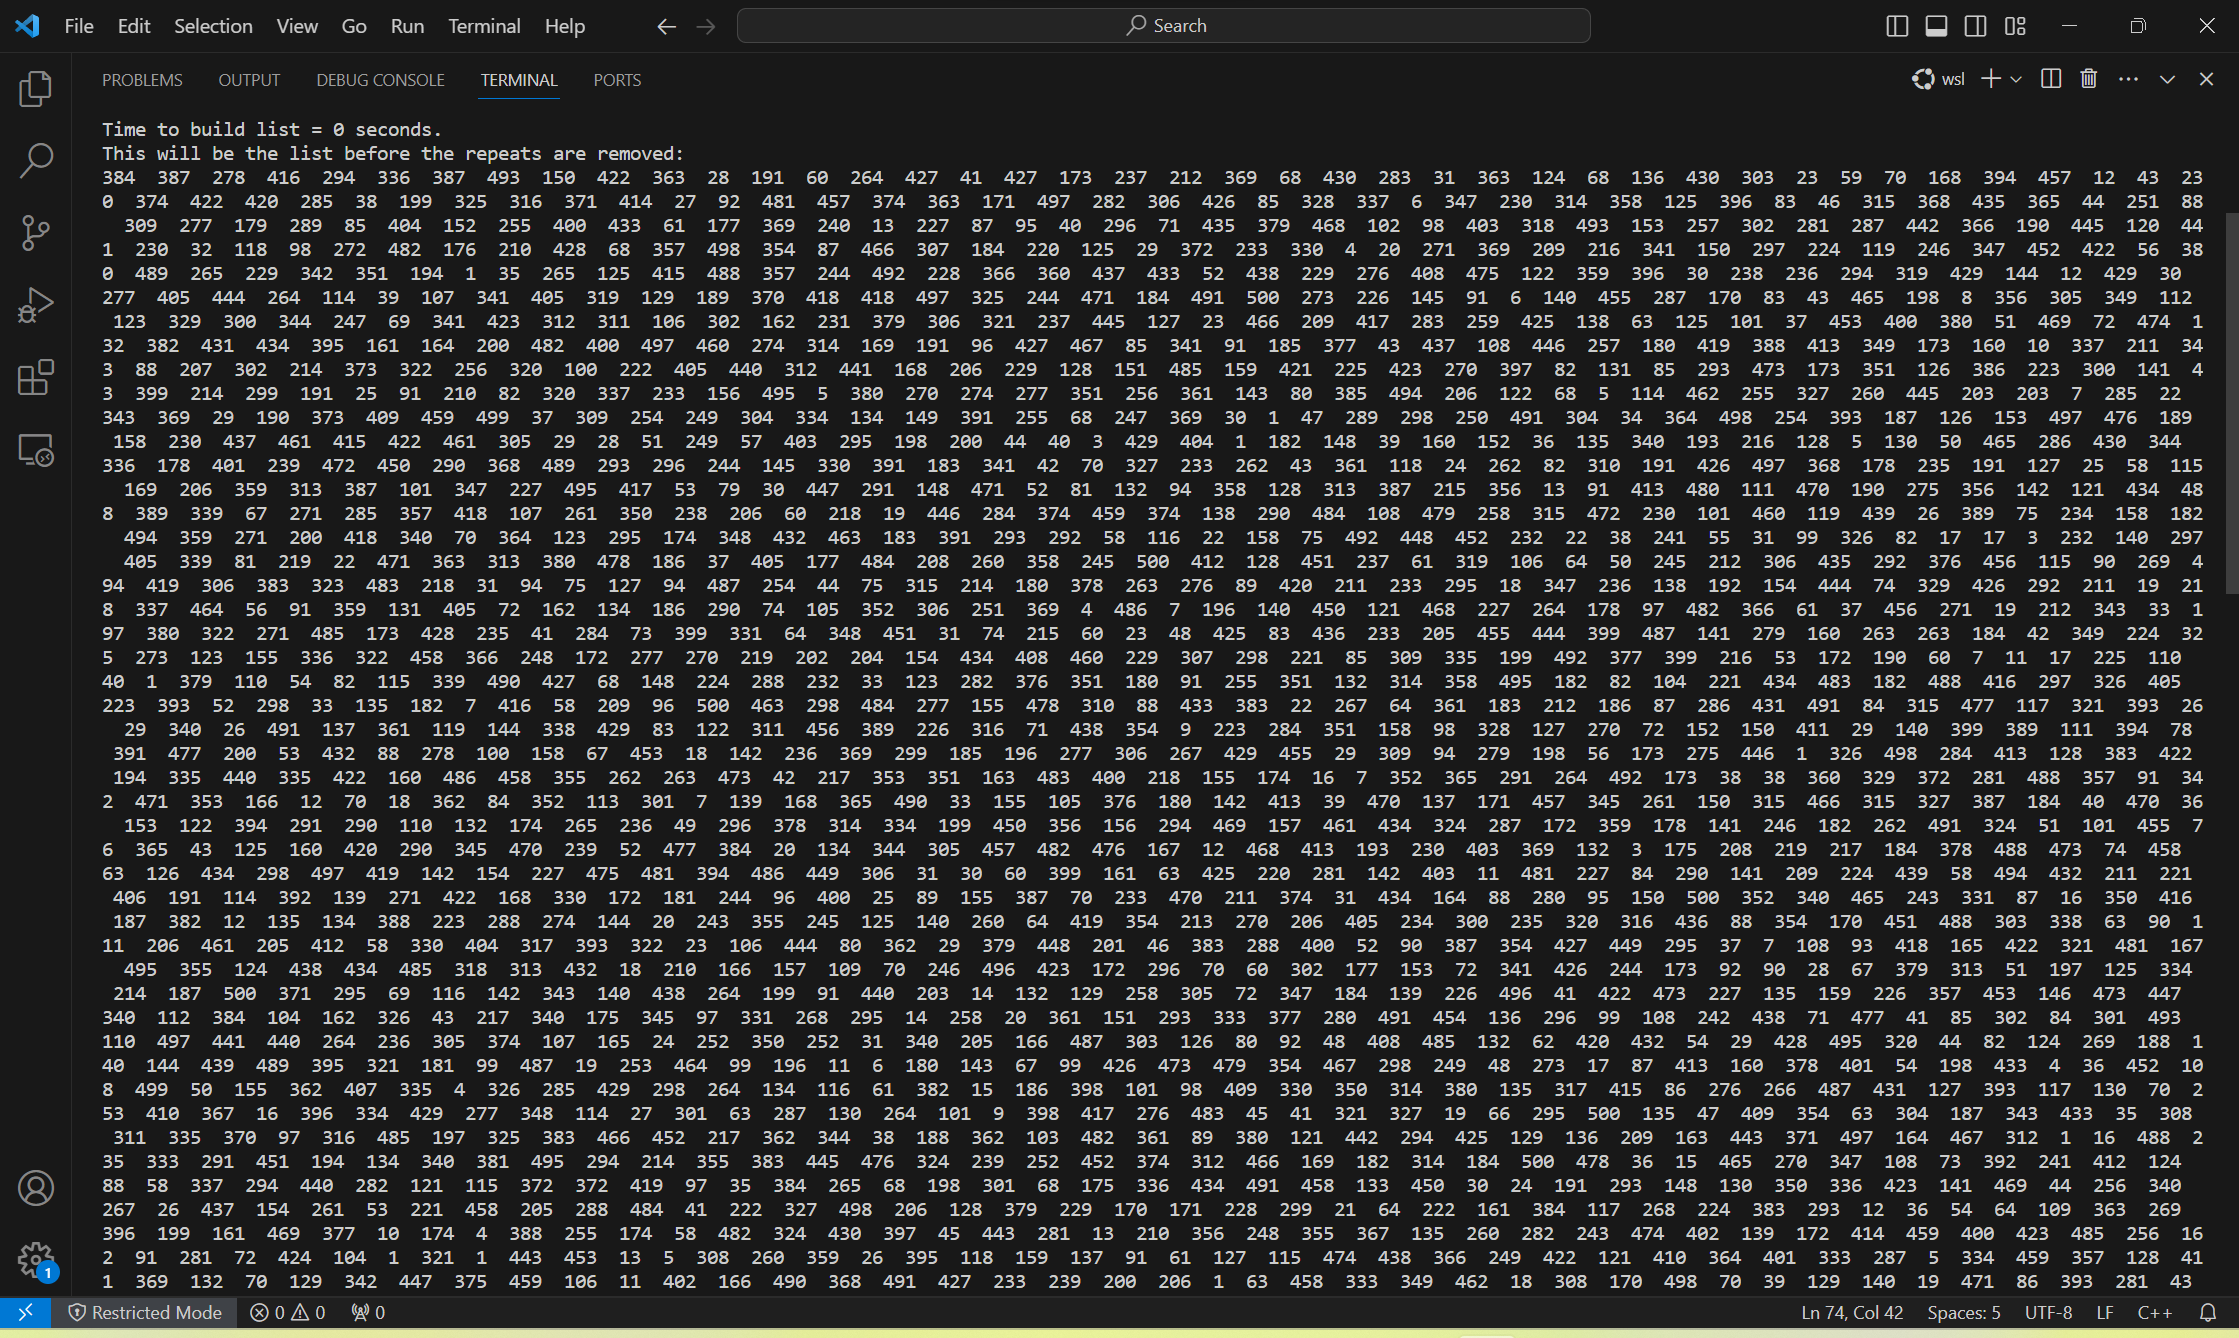 File Edit Selection View Go Run Terminal Help Search
PROBLEMS OUTPUT DEBUG CONSOLE TERMINAL PORTS wsl
Time to build list = 0 seconds.
This will be the list before the repeats are removed:
384 387 278 416 294 336 387 493 150 422 363 28 191 60 264 427 41 427 173 237 212 369 68 430 283 31 363 124 68 136 430 303 23 59 70 168 394 457 12 43 23
0 374 422 420 285 38 199 325 316 371 414 27 92 481 457 374 363 171 497 282 306 426 85 328 337 6 347 230 314 358 125 396 83 46 315 368 435 365 44 251 88
309 277 179 289 85 404 152 255 400 433 61 177 369 240 13 227 87 95 40 296 71 435 379 468 102 98 403 318 493 153 257 302 281 287 442 366 190 445 120 44
1 230 32 118 98 272 482 176 210 428 68 357 498 354 87 466 307 184 220 125 29 372 233 330 4 20 271 369 209 216 341 150 297 224 119 246 347 452 422 56 38
0 489 265 229 342 351 194 1 35 265 125 415 488 357 244 492 228 366 360 437 433 52 438 229 276 408 475 122 359 396 30 238 236 294 319 429 144 12 429 30
277 405 444 264 114 39 107 341 405 319 129 189 370 418 418 497 325 244 471 184 491 500 273 226 145 91 6 140 455 287 170 83 43 465 198 8 356 305 349 112
123 329 300 344 247 69 341 423 312 311 106 302 162 231 379 306 321 237 445 127 23 466 209 417 283 259 425 138 63 125 101 37 453 400 380 51 469 72 474 1
32 382 431 434 395 161 164 200 482 400 497 460 274 314 169 191 96 427 467 85 341 91 185 377 43 437 108 446 257 180 419 388 413 349 173 160 10 337 211 34
3 88 207 302 214 373 322 256 320 100 222 405 440 312 441 168 206 229 128 151 485 159 421 225 423 270 397 82 131 85 293 473 173 351 126 386 223 300 141 4
3 399 214 299 191 25 91 210 82 320 337 233 156 495 5 380 270 274 277 351 256 361 143 80 385 494 206 122 68 5 114 462 255 327 260 445 203 203 7 285 22
343 369 29 190 373 409 459 499 37 309 254 249 304 334 134 149 391 255 68 247 369 30 1 47 289 298 250 491 304 34 364 498 254 393 187 126 153 497 476 189
158 230 437 461 415 422 461 305 29 28 51 249 57 403 295 198 200 44 40 3 429 404 1 182 148 39 160 152 36 135 340 193 216 128 5 130 50 465 286 430 344
336 178 401 239 472 450 290 368 489 293 296 244 145 330 391 183 341 42 70 327 233 262 43 361 118 24 262 82 310 191 426 497 368 178 235 191 127 25 58 115
169 206 359 313 387 101 347 227 495 417 53 79 30 447 291 148 471 52 81 132 94 358 128 313 387 215 356 13 91 413 480 111 470 190 275 356 142 121 434 48
8 389 339 67 271 285 357 418 107 261 350 238 206 60 218 19 446 284 374 459 374 138 290 484 108 479 258 315 472 230 101 460 119 439 26 389 75 234 158 182
494 359 271 200 418 340 70 364 123 295 174 348 432 463 183 391 293 292 58 116 22 158 75 492 448 452 232 22 38 241 55 31 99 326 82 17 17 3 232 140 297
405 339 81 219 22 471 363 313 380 478 186 37 405 177 484 208 260 358 245 500 412 128 451 237 61 319 106 64 50 245 212 306 435 292 376 456 115 90 269 4
94 419 306 383 323 483 218 31 94 75 127 94 487 254 44 75 315 214 180 378 263 276 89 420 211 233 295 18 347 236 138 192 154 444 74 329 426 292 211 19 21
8 337 464 56 91 359 131 405 72 162 134 186 290 74 105 352 306 251 369 4 486 7 196 140 450 121 468 227 264 178 97 482 366 61 37 456 271 19 212 343 33 1
97 380 322 271 485 173 428 235 41 284 73 399 331 64 348 451 31 74 215 60 23 48 425 83 436 233 205 455 444 399 487 141 279 160 263 263 184 42 349 224 32
5 273 123 155 336 322 458 366 248 172 277 270 219 202 204 154 434 408 460 229 307 298 221 85 309 335 199 492 377 399 216 53 172 190 60 7 11 17 225 110
40 1 379 110 54 82 115 339 490 427 68 148 224 288 232 33 123 282 376 351 180 91 255 351 132 314 358 495 182 82 104 221 434 483 182 488 416 297 326 405
223 393 52 298 33 135 182 7 416 58 209 96 500 463 298 484 277 155 478 310 88 433 383 22 267 64 361 183 212 186 87 286 431 491 84 315 477 117 321 393 26
29 340 26 491 137 361 119 144 338 429 83 122 311 456 389 226 316 71 438 354 9 223 284 351 158 98 328 127 270 72 152 150 411 29 140 399 389 111 394 78
391 477 200 53 432 88 278 100 158 67 453 18 142 236 369 299 185 196 277 306 267 429 455 29 309 94 279 198 56 173 275 446 1 326 498 284 413 128 383 422
194 335 440 335 422 160 486 458 355 262 263 473 42 217 353 351 163 483 400 218 155 174 16 7 352 365 291 264 492 173 38 38 360 329 372 281 488 357 91 34
2 471 353 166 12 70 18 362 84 352 113 301 7 139 168 365 490 33 155 105 376 180 142 413 39 470 137 171 457 345 261 150 315 466 315 327 387 184 40 470 36
153 122 394 291 290 110 132 174 265 236 49 296 378 314 334 199 450 356 156 294 469 157 461 434 324 287 172 359 178 141 246 182 262 491 324 51 101 455 7
6 365 43 125 160 420 290 345 470 239 52 477 384 20 134 344 305 457 482 476 167 12 468 413 193 230 403 369 132 3 175 208 219 217 184 378 488 473 74 458
63 126 434 298 497 419 142 154 227 475 481 394 486 449 306 31 30 60 399 161 63 425 220 281 142 403 11 481 227 84 290 141 209 224 439 58 494 432 211 221
406 191 114 392 139 271 422 168 330 172 181 244 96 400 25 89 155 387 70 233 470 211 374 31 434 164 88 280 95 150 500 352 340 465 243 331 87 16 350 416
187 382 12 135 134 388 223 288 274 144 20 243 355 245 125 140 260 64 419 354 213 270 206 405 234 300 235 320 316 436 88 354 170 451 488 303 338 63 90 1
11 206 461 205 412 58 330 404 317 393 322 23 106 444 80 362 29 379 448 201 46 383 288 400 52 90 387 354 427 449 295 37 7 108 93 418 165 422 321 481 167
495 355 124 438 434 485 318 313 432 18 210 166 157 109 70 246 496 423 172 296 70 60 302 177 153 72 341 426 244 173 92 90 28 67 379 313 51 197 125 334
214 187 500 371 295 69 116 142 343 140 438 264 199 91 440 203 14 132 129 258 305 72 347 184 139 226 496 41 422 473 227 135 159 226 357 453 146 473 447
340 112 384 104 162 326 43 217 340 175 345 97 331 268 295 14 258 20 361 151 293 333 377 280 491 454 136 296 99 108 242 438 71 477 41 85 302 84 301 493
110 497 441 440 264 236 305 374 107 165 24 252 350 252 31 340 205 166 487 303 126 80 92 48 408 485 132 62 420 432 54 29 428 495 320 44 82 124 269 188 1
40 144 439 489 395 321 181 99 487 19 253 464 99 196 11 6 180 143 67 99 426 473 479 354 467 298 249 48 273 17 87 413 160 378 401 54 198 433 4 36 452 10
8 499 50 155 362 407 335 4 326 285 429 298 264 134 116 61 382 15 186 398 101 98 409 330 350 314 380 135 317 415 86 276 266 487 431 127 393 117 130 70 2
53 410 367 16 396 334 429 277 348 114 27 301 63 287 130 264 101 9 398 417 276 483 45 41 321 327 19 66 295 500 135 47 409 354 63 304 187 343 433 35 308
311 335 370 97 316 485 197 325 383 466 452 217 362 344 38 188 362 103 482 361 89 380 121 442 294 425 129 136 209 163 443 371 497 164 467 312 1 16 488 2
35 333 291 451 194 134 340 381 495 294 214 355 383 445 476 324 239 252 452 374 312 466 169 182 314 184 500 478 36 15 465 270 347 108 73 392 241 412 124
88 58 337 294 440 282 121 115 372 372 419 97 35 384 265 68 198 301 68 175 336 434 491 458 133 450 30 24 191 293 148 130 350 336 423 141 469 44 256 340
267 26 437 154 261 53 221 458 205 288 484 41 222 327 498 206 128 379 229 170 171 228 299 21 64 222 161 384 117 268 224 383 293 12 36 54 64 109 363 269
396 199 161 469 377 10 174 4 388 255 174 58 482 324 430 397 45 443 281 13 210 356 248 355 367 135 260 282 243 474 402 139 172 414 459 400 423 485 256 16
2 91 281 72 424 104 1 321 1 443 453 13 5 308 260 359 26 395 118 159 137 91 61 127 115 474 438 366 249 422 121 410 364 401 333 287 5 334 459 357 128 41
1 369 132 70 129 342 447 375 459 106 11 402 166 490 368 491 427 233 239 200 206 1 63 458 333 349 462 18 308 170 498 70 39 129 140 19 471 86 393 281 43
1
Restricted Mode 0 0 0 Ln 74, Col 42 Spaces: 5 UTF-8 LF C++